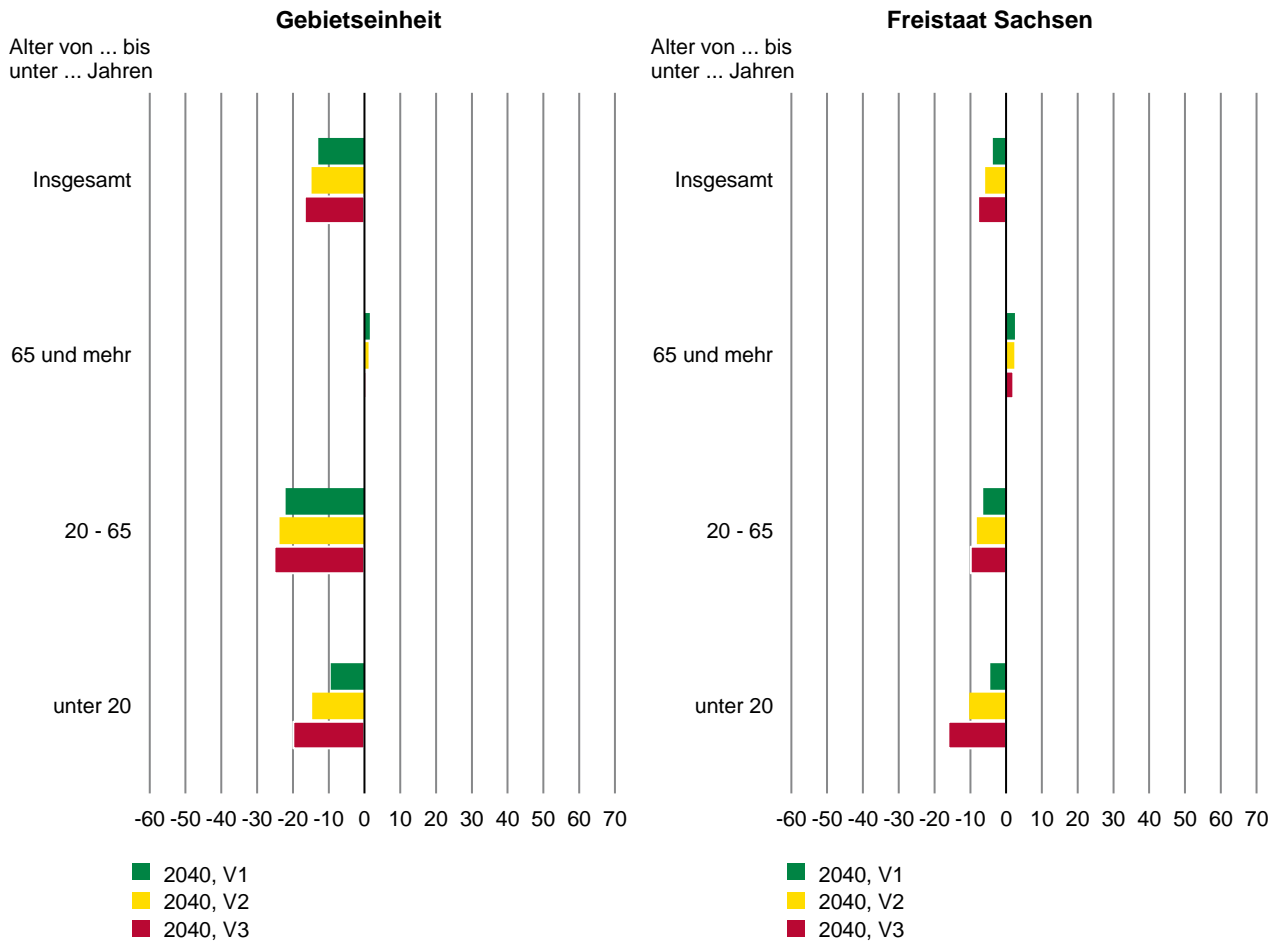 Gebietseinheit
Alter von ... bis
unter ... Jahren
Insgesamt
65 und mehr
20 - 65
unter 20
-60 -50 -40 -30 -20 -10 0 10 20 30 40 50 60 70
2040, V1
2040, V2
2040, V3
Freistaat Sachsen
Alter von ... bis
unter ... Jahren
Insgesamt
65 und mehr
20 - 65
unter 20
-60 -50 -40 -30 -20 -10 0 10 20 30 40 50 60 70
2040, V1
2040, V2
2040, V3